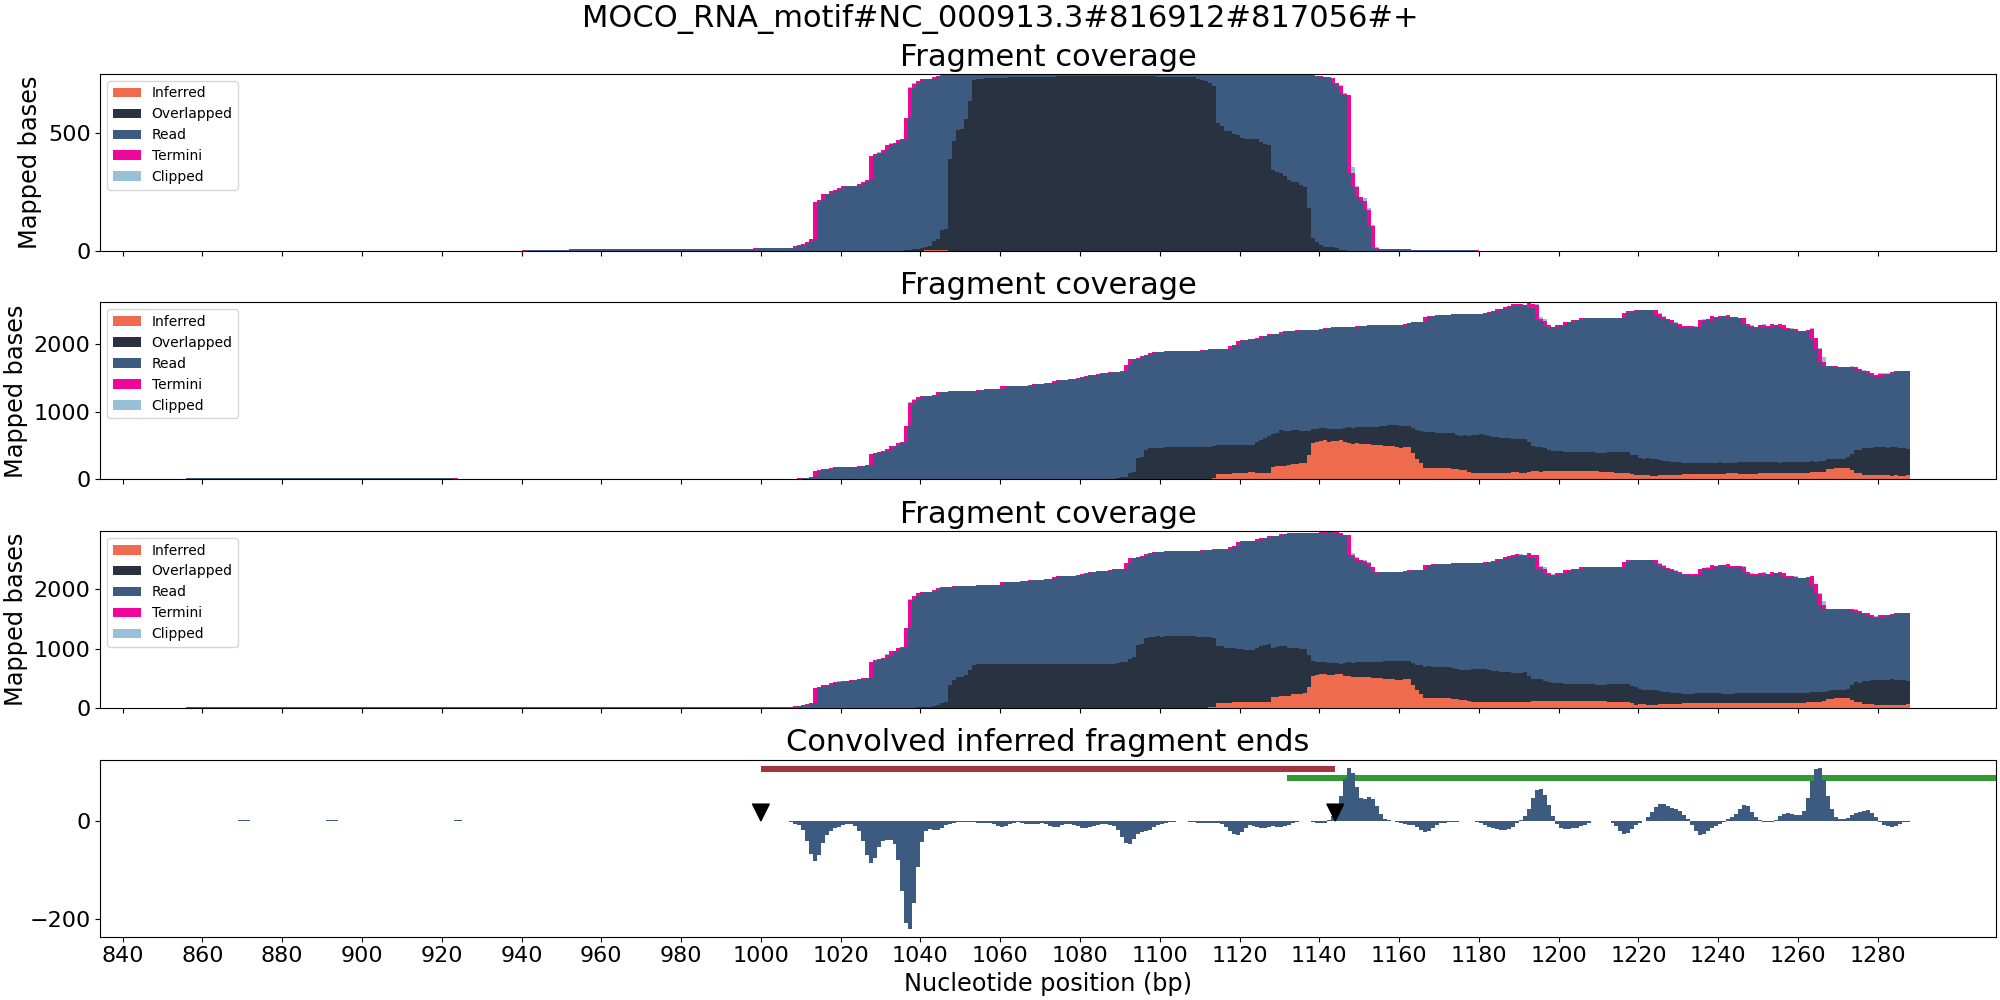 MOCO_RNA_motif#NC_000913.3#816912#817056#+
Fragment coverage
Mapped bases
500
0
Inferred
Overlapped
Read
Termini
Clipped
Fragment coverage
Mapped bases
2000
1000
0
Inferred
Overlapped
Read
Termini
Clipped
Fragment coverage
Mapped bases
2000
1000
0
Inferred
Overlapped
Read
Termini
Clipped
Convolved inferred fragment ends
0
−200
840 860 880 900 920 940 960 980 1000 1020 1040 1060 1080 1100 1120 1140 1160 1180 1200 1220 1240 1260 1280
Nucleotide position (bp)